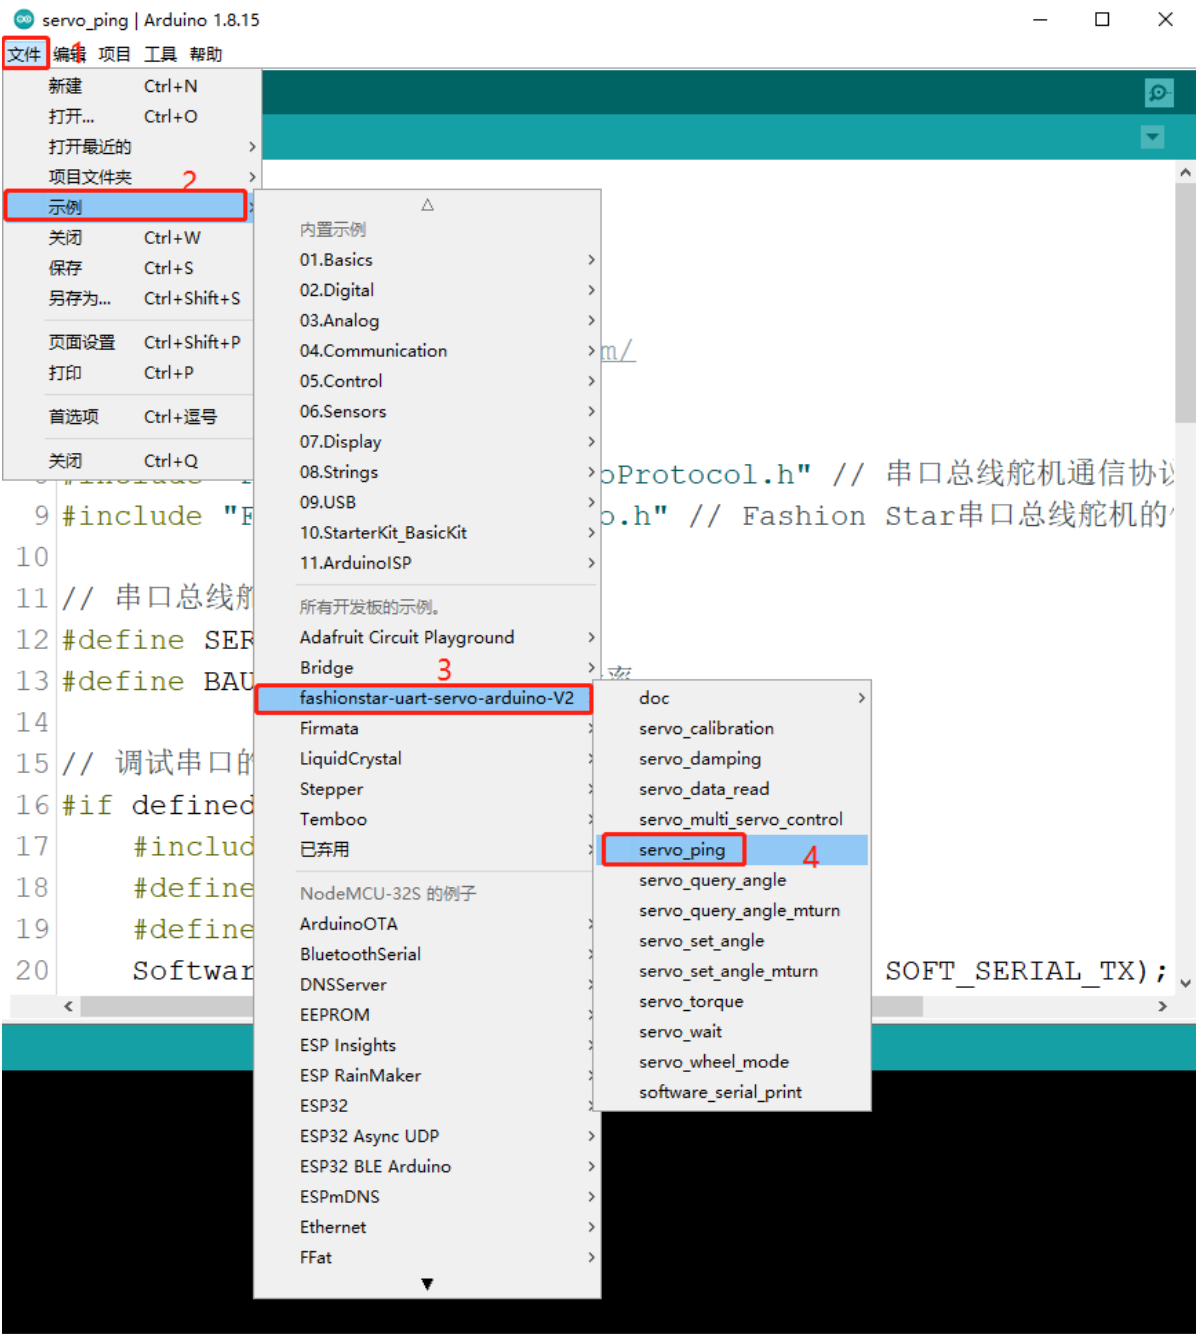 servo_ping | Arduino 1.8.15
文件 编辑 项目 工具 帮助
1
新建 Ctrl+N
打开... Ctrl+O
打开最近的
项目文件夹
2
示例
关闭 Ctrl+W
保存 Ctrl+S
另存为... Ctrl+Shift+S
页面设置 Ctrl+Shift+P
打印 Ctrl+P
首选项 Ctrl+逗号
关闭 Ctrl+Q
内置示例
01.Basics
02.Digital
03.Analog
04.Communication
05.Control
06.Sensors
07.Display
08.Strings
09.USB
10.StarterKit_BasicKit
11.ArduinoISP
所有开发板的示例。
Adafruit Circuit Playground
Bridge
3
fashionstar-uart-servo-arduino-V2
Firmata
LiquidCrystal
Stepper
Temboo
已弃用
NodeMCU-32S 的例子
ArduinoOTA
BluetoothSerial
DNSServer
EEPROM
ESP Insights
ESP RainMaker
ESP32
ESP32 Async UDP
ESP32 BLE Arduino
ESPmDNS
Ethernet
FFat
doc
servo_calibration
servo_damping
servo_data_read
servo_multi_servo_control
servo_ping
4
servo_query_angle
servo_query_angle_mturn
servo_set_angle
servo_set_angle_mturn
servo_torque
servo_wait
servo_wheel_mode
software_serial_print
m/
oProtocol.h" // 串口总线舵机通信协议
9 #include "F o.h" // Fashion Star串口总线舵机的
10
11 // 串口总线舵
12 #define SER
13 #define BAU 率
14
15 // 调试串口的
16 #if defined
17 #includ
18 #define
19 #define
20 Softwar SOFT_SERIAL_TX);